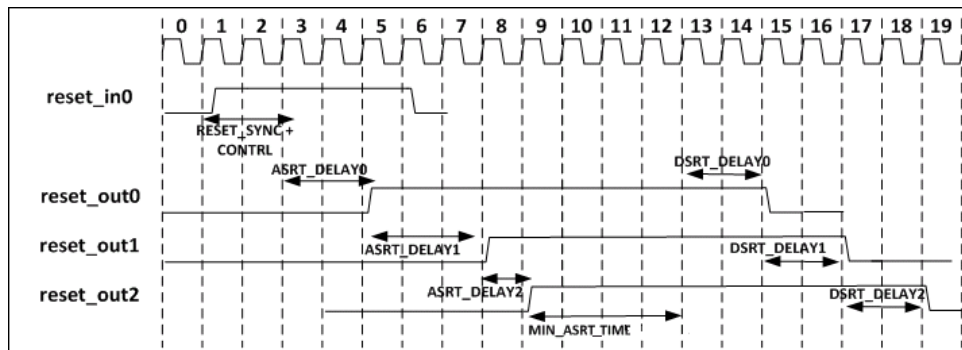 0 1 2 3 4 5 6 7 8 9 10 11 12 13 14 15 16 17 18 19
reset_in0
RESET_SYNC +
CONTRL
ASRT_DELAY0
DSRT_DELAY0
reset_out0
reset_out1
ASRT_DELAY1
DSRT_DELAY1
reset_out2
ASRT_DELAY2
DSRT_DELAY2
MIN_ASRT_TIME